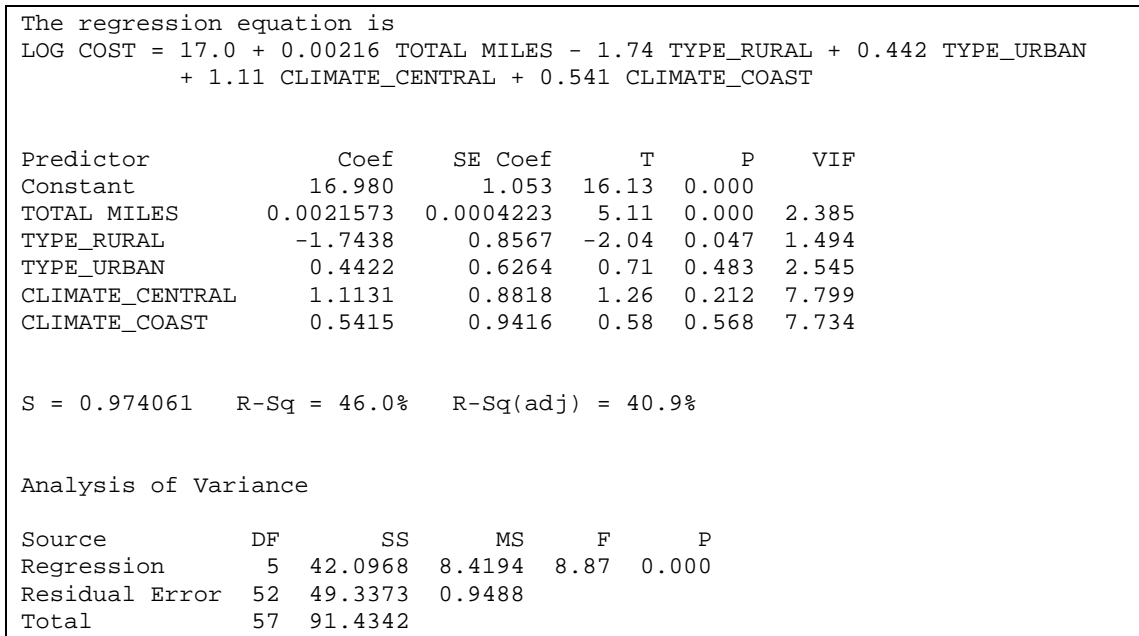 The regression equation is
LOG COST = 17.0 + 0.00216 TOTAL MILES - 1.74 TYPE_RURAL + 0.442 TYPE_URBAN
+ 1.11 CLIMATE_CENTRAL + 0.541 CLIMATE_COAST
Predictor Coef SE Coef T P VIF
Constant 16.980 1.053 16.13 0.000
TOTAL MILES 0.0021573 0.0004223 5.11 0.000 2.385
TYPE_RURAL -1.7438 0.8567 -2.04 0.047 1.494
TYPE_URBAN 0.4422 0.6264 0.71 0.483 2.545
CLIMATE_CENTRAL 1.1131 0.8818 1.26 0.212 7.799
CLIMATE_COAST 0.5415 0.9416 0.58 0.568 7.734
S = 0.974061 R-Sq = 46.0% R-Sq(adj) = 40.9%
Analysis of Variance
Source DF SS MS F P
Regression 5 42.0968 8.4194 8.87 0.000
Residual Error 52 49.3373 0.9488
Total 57 91.4342